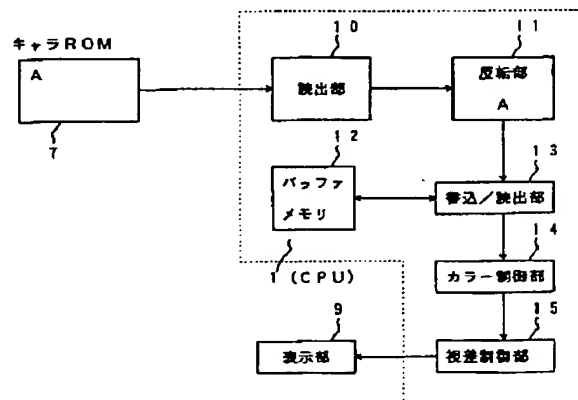 キャラROM
A
7
10
読出部
11
反転部
A
12
バッファ
メモリ
13
書込/読出部
1(CPU)
14
カラー制御部
9
表示部
15
視差制御部